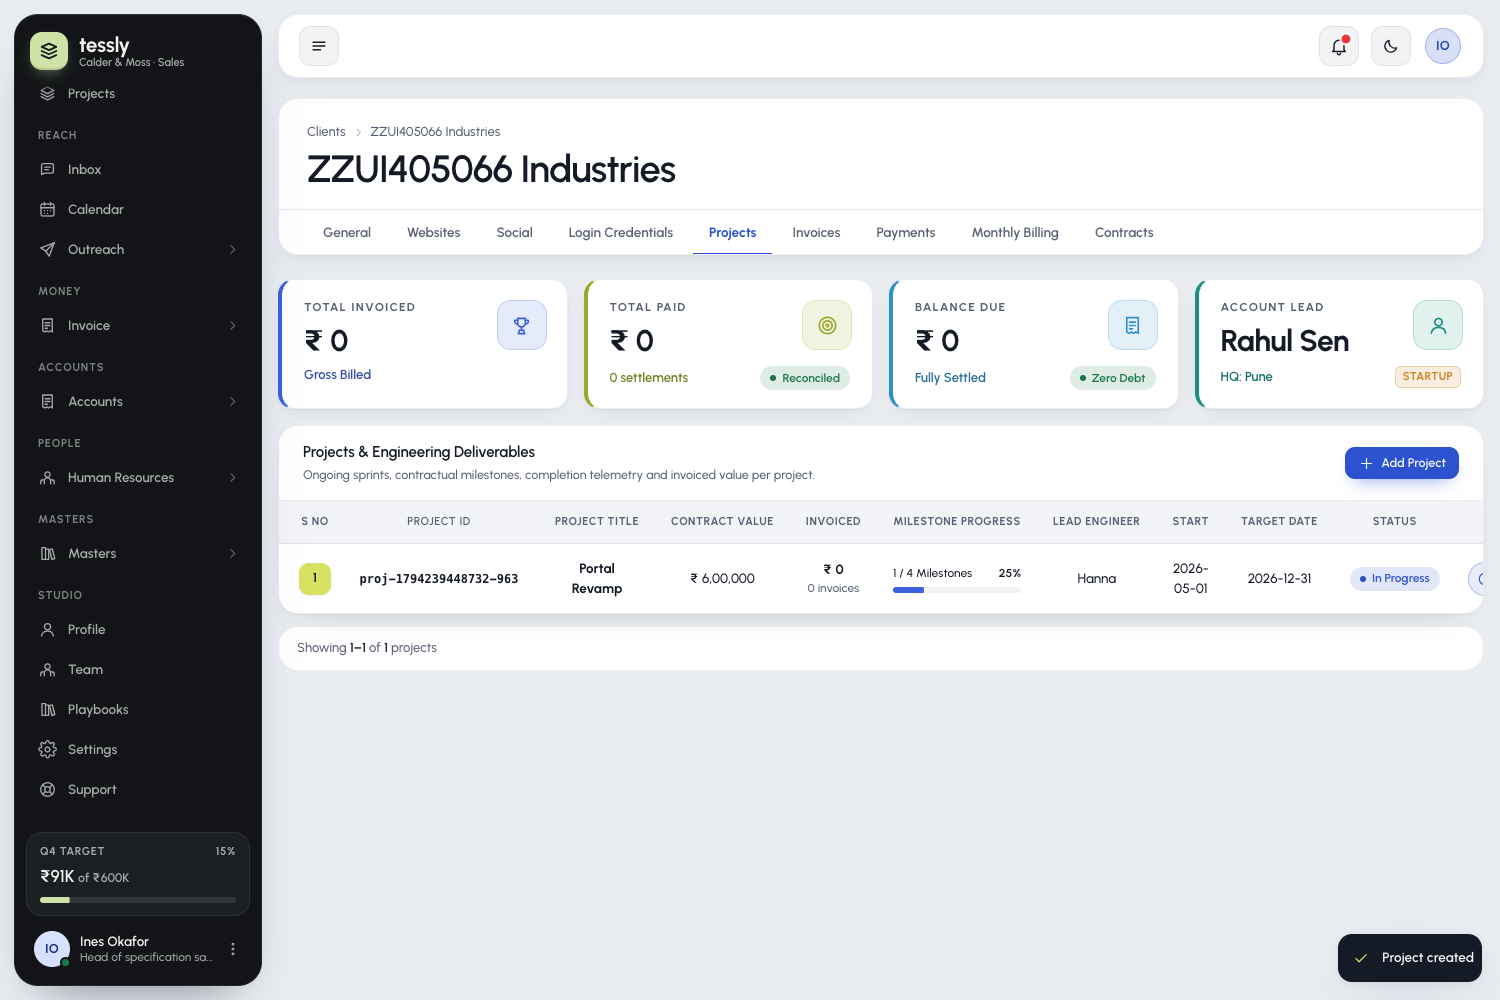 tessly
Calder & Moss · Sales
Projects
REACH
Inbox
Calendar
Outreach
MONEY
Invoice
ACCOUNTS
Accounts
PEOPLE
Human Resources
MASTERS
Masters
STUDIO
Profile
Team
Playbooks
Settings
Support
Q4 TARGET 15%
₹91K of ₹600K
IO
Ines Okafor
Head of specification sa...
IO
Clients > ZZUI405066 Industries
ZZUI405066 Industries
General Websites Social Login Credentials Projects Invoices Payments Monthly Billing Contracts
TOTAL INVOICED
₹ 0
Gross Billed
TOTAL PAID
₹ 0
0 settlements
Reconciled
BALANCE DUE
₹ 0
Fully Settled
Zero Debt
ACCOUNT LEAD
Rahul Sen
HQ: Pune
STARTUP
Projects & Engineering Deliverables
Ongoing sprints, contractual milestones, completion telemetry and invoiced value per project.
Add Project
S NO PROJECT ID PROJECT TITLE CONTRACT VALUE INVOICED MILESTONE PROGRESS LEAD ENGINEER START TARGET DATE STATUS
1
proj-1794239448732-963
Portal
Revamp
₹ 6,00,000
₹ 0
0 invoices
1 / 4 Milestones 25%
Hanna
2026-
05-01
2026-12-31
In Progress
Showing 1–1 of 1 projects
Project created